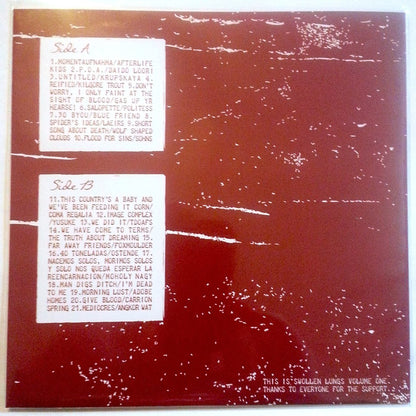 Side A
1.MOMENTAUFNAHMA/AFTERLIFE
KIDS 2.P.O.A./DAIDO LOORI
3.UNTITLED/KRUPSKAYA 4.
REIFIED/KILGORE TROUT 5.DON'T
WORRY, I ONLY FAINT AT THE
SIGHT OF BLOOD/GAS UP YR
HEARSE! 6.SALOPETTE/POLITESS
7.30 BYOU/BLUE FRIEND 8.
SPIDER'S IDEAS/LAEIRS 9.SHORT
SONG ABOUT DEATH/WOLF SHAPED
CLOUDS 10.FLOOD FOR SINS/SOHNS
Side B
11.THIS COUNTRY'S A BABY AND
WE'VE BEEN FEEDING IT CORN/
COMA REGALIA 12.IMAGE COMPLEX
/YUSUKE 13.WE DID IT/TDOAFS
14.WE HAVE COME TO TERMS/
THE TRUTH ABOUT DREAMING 15.
FAR AWAY FRIENDS/FOXMOULDER
16.40 TONELADAS/OSTENDE 17.
NACEMOS SOLOS, MORIMOS SOLOS
Y SOLO NOS QUEDA ESPERAR LA
REENCARNACION/MOHOLY NAGY
18.MAN DIGS DITCH/I'M DEAD
TO ME 19.MORNING LUST/ADOBE
HOMES 20.GIVE BLOOD/CARRION
SPRING 21.MEDIOCRES/ANGKOR WAT
THIS IS SWOLLEN LUNGS VOLUME ONE.
THANKS TO EVERYONE FOR THE SUPPORT.